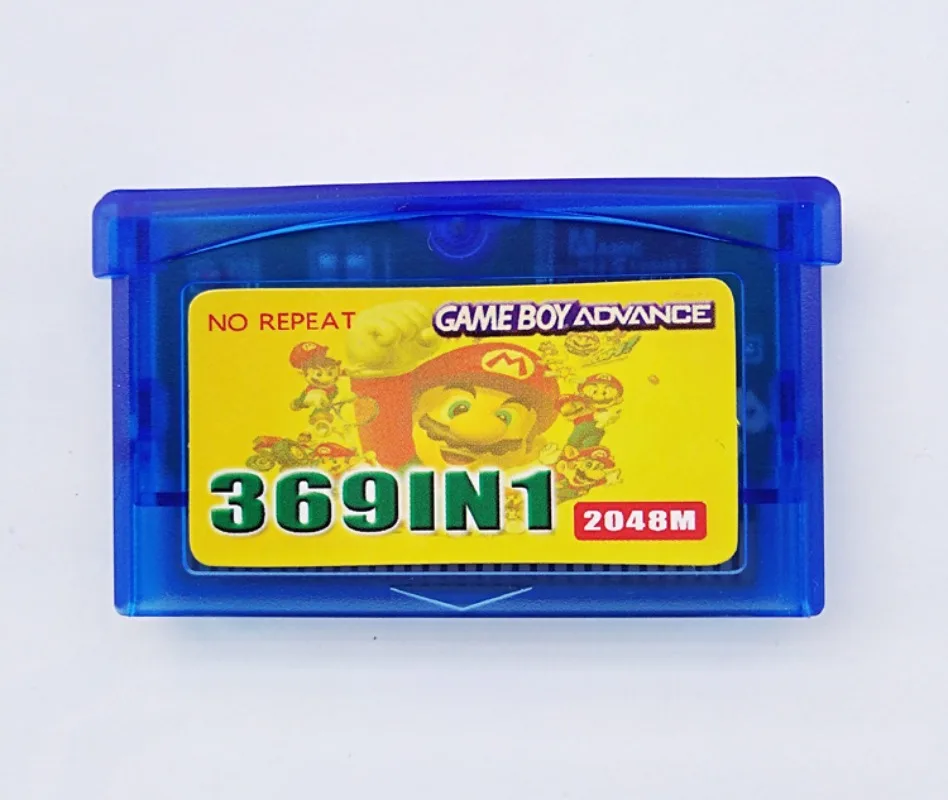 NO REPEAT
GAME BOY ADVANCE
M
369IN1
2048M